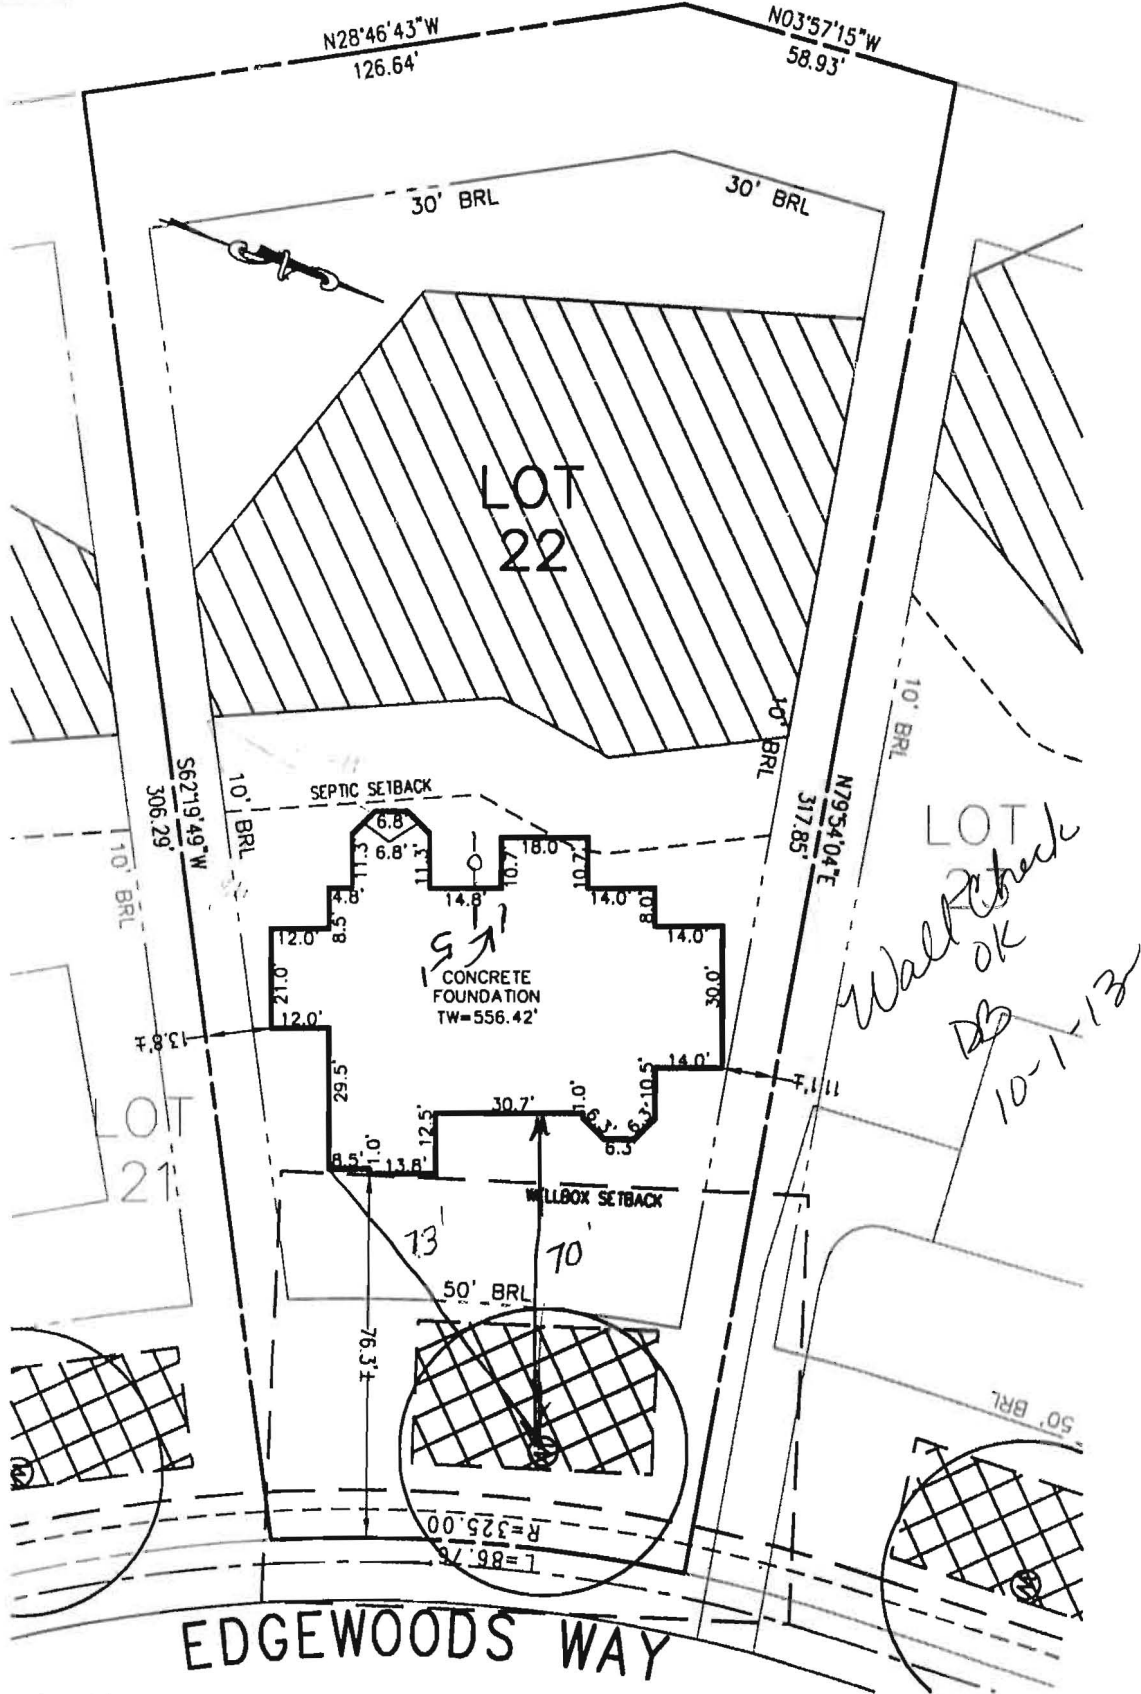 N28°46'43"W
126.64'
N03°57'15"W
58.93'
30' BRL
30' BRL
LOT
22
10' BRL
10' BRL
N79°54'04"E
317.85'
S62°19'49"W
306.29'
10' BRL
10' BRL
SEPTIC SETBACK
6.8'
6.8'
11.3'
11.3'
18.0'
10.7'
10.7'
4.8'
14.8'
14.0'
8.0'
8.5'
12.0'
14.0'
15'
21.0'
CONCRETE
FOUNDATION
TW=556.42'
30.0'
12.0'
13.8'±
14.0'
11.1'±
29.5'
10.5'
30.7'
1.0'
12.5'
6.3'
6.3'
6.3'
8.5'
1.0'
13.8'
LOT
21
LOT
Wall Check
OK
DB
10-1-13
WELLBOX SETBACK
73'
70'
50' BRL
76.3'±
50' BRL
W
W
W
R=325.00
L=86.76
EDGEWOODS WAY